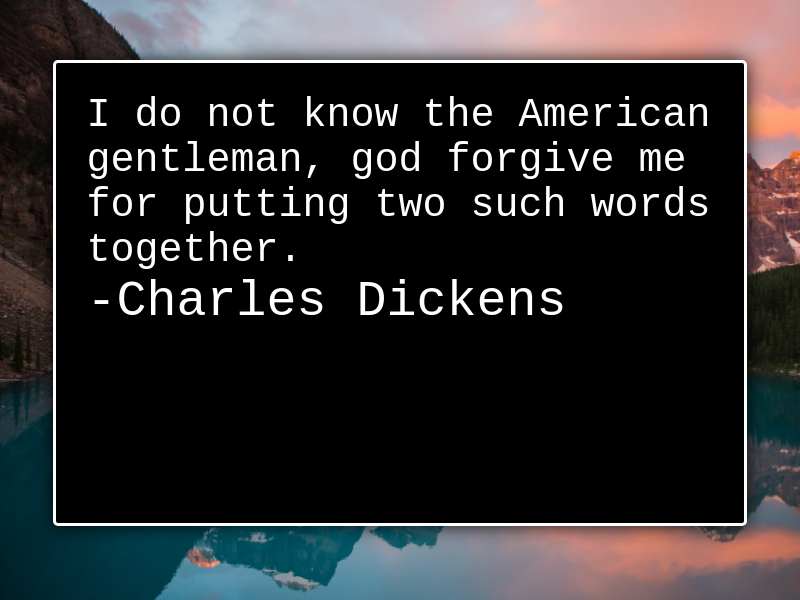 I do not know the American
gentleman, god forgive me
for putting two such words
together.
-Charles Dickens